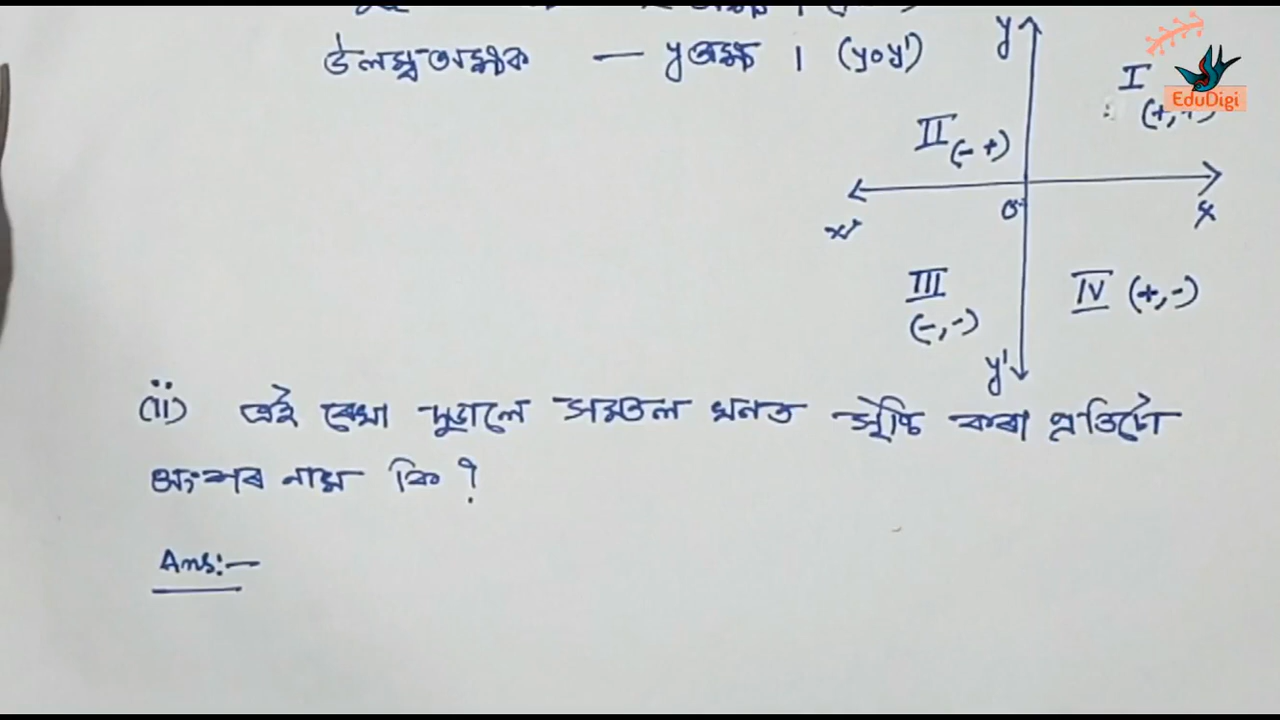 উলম্ব অক্ষক — y অক্ষ । (yoy')
y
I
EduDigi
II (- +)
x'
o
x
III
(-,-)
IV (+,-)
y'
(ii) এই ৰেখা দুডালে সমতল খনত সৃষ্টি কৰা প্ৰতিটো
অংশৰ নাম কি ?
Ans:-